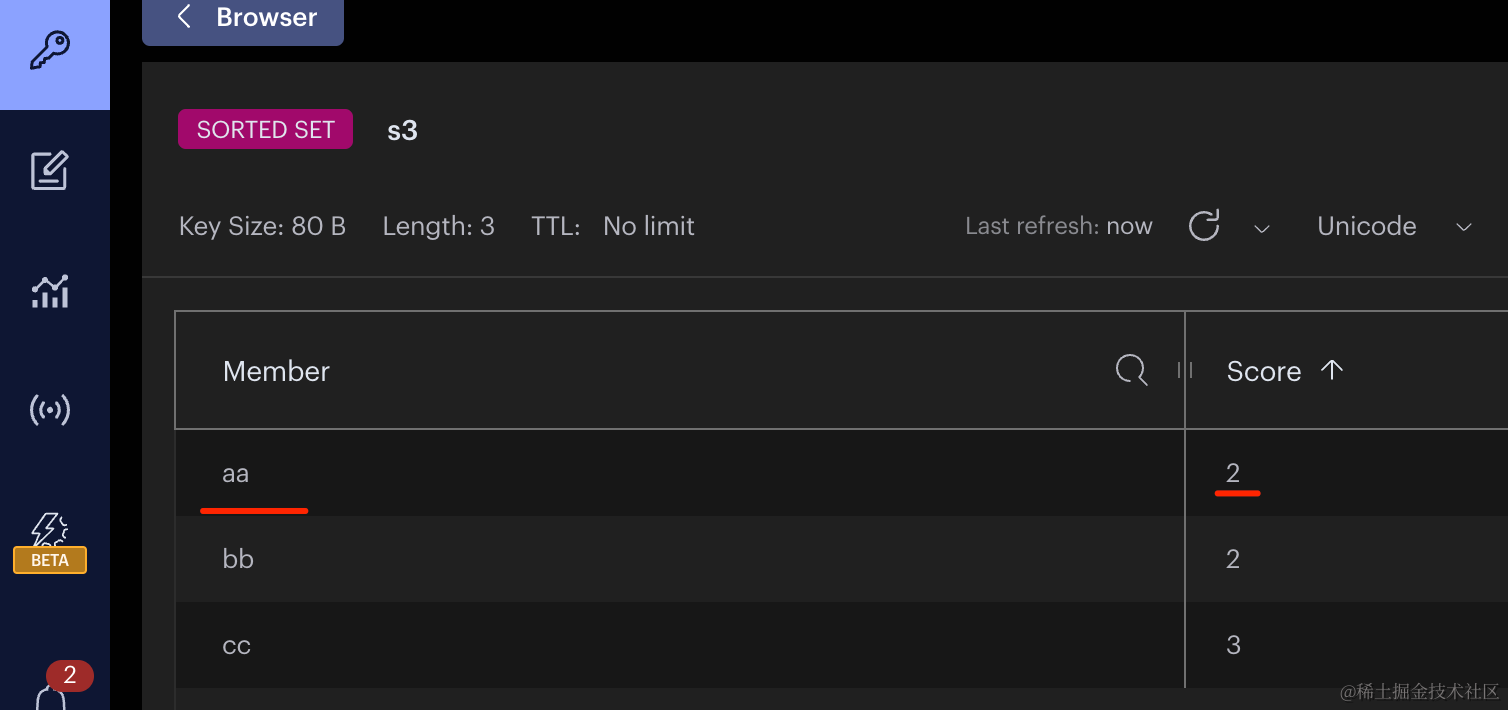 Browser
SORTED SET s3
Key Size: 80 B Length: 3 TTL: No limit Last refresh: now Unicode
Member Score
aa 2
bb 2
BETA
cc 3
2
@稀土掘金技术社区